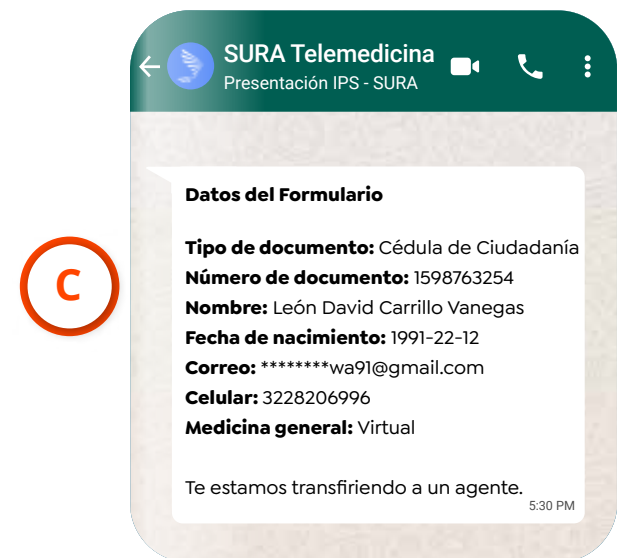 SURA Telemedicina
Presentación IPS - SURA
C
Datos del Formulario
Tipo de documento: Cédula de Ciudadanía
Número de documento: 1598763254
Nombre: León David Carrillo Vanegas
Fecha de nacimiento: 1991-22-12
Correo: ********wa91@gmail.com
Celular: 3228206996
Medicina general: Virtual
Te estamos transfiriendo a un agente.
5:30 PM